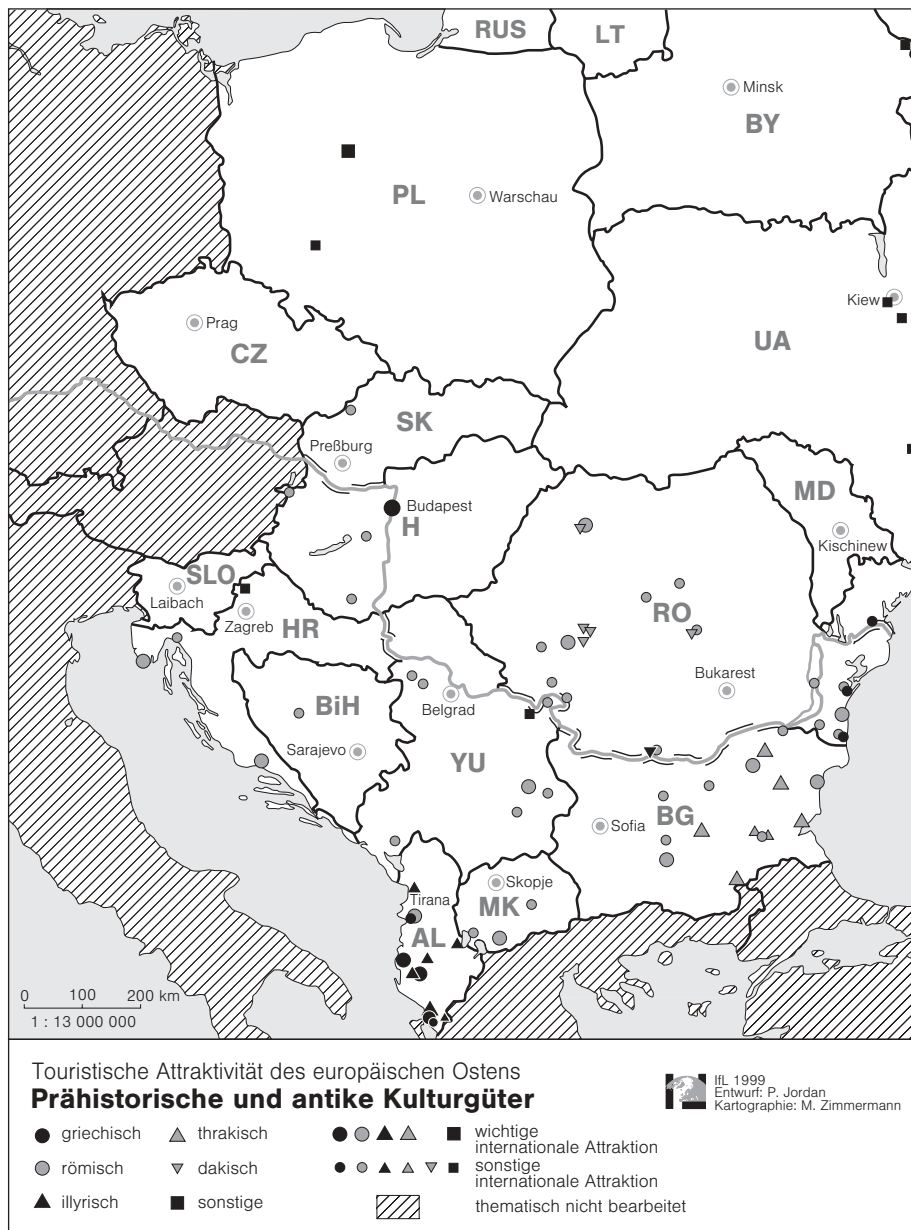 RUS
LT
Minsk
BY
PL
Warschau
Kiew
Prag
CZ
UA
SK
Preßburg
MD
Budapest
H
Kischinew
SLO
Laibach
Zagreb
HR
RO
Bukarest
BiH
Belgrad
Sarajevo
YU
Sofia
BG
Skopje
Tirana
MK
AL
0 100 200 km
1 : 13 000 000
Touristische Attraktivität des europäischen Ostens
Prähistorische und antike Kulturgüter
IfL 1999
Entwurf: P. Jordan
Kartographie: M. Zimmermann
griechisch
römisch
illyrisch
thrakisch
dakisch
sonstige
wichtige
internationale Attraktion
sonstige
internationale Attraktion
thematisch nicht bearbeitet